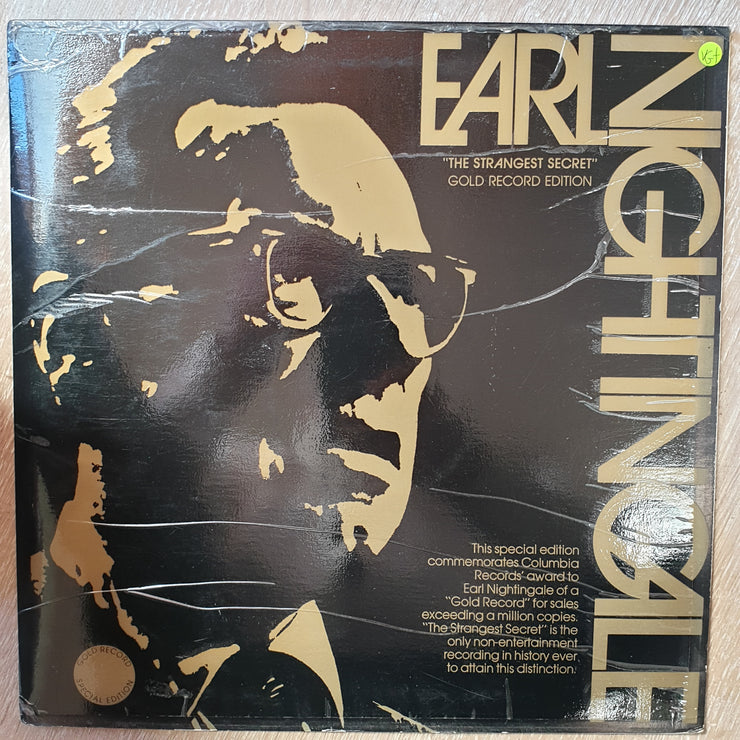 EARL
NIGHTINGALE
VG+
"THE STRANGEST SECRET"
GOLD RECORD EDITION
This special edition
commemorates Columbia
Records' award to
Earl Nightingale of a
"Gold Record" for sales
exceeding a million copies.
"The Strangest Secret" is the
only non-entertainment
recording in history ever
to attain this distinction.
GOLD RECORD
SPECIAL EDITION